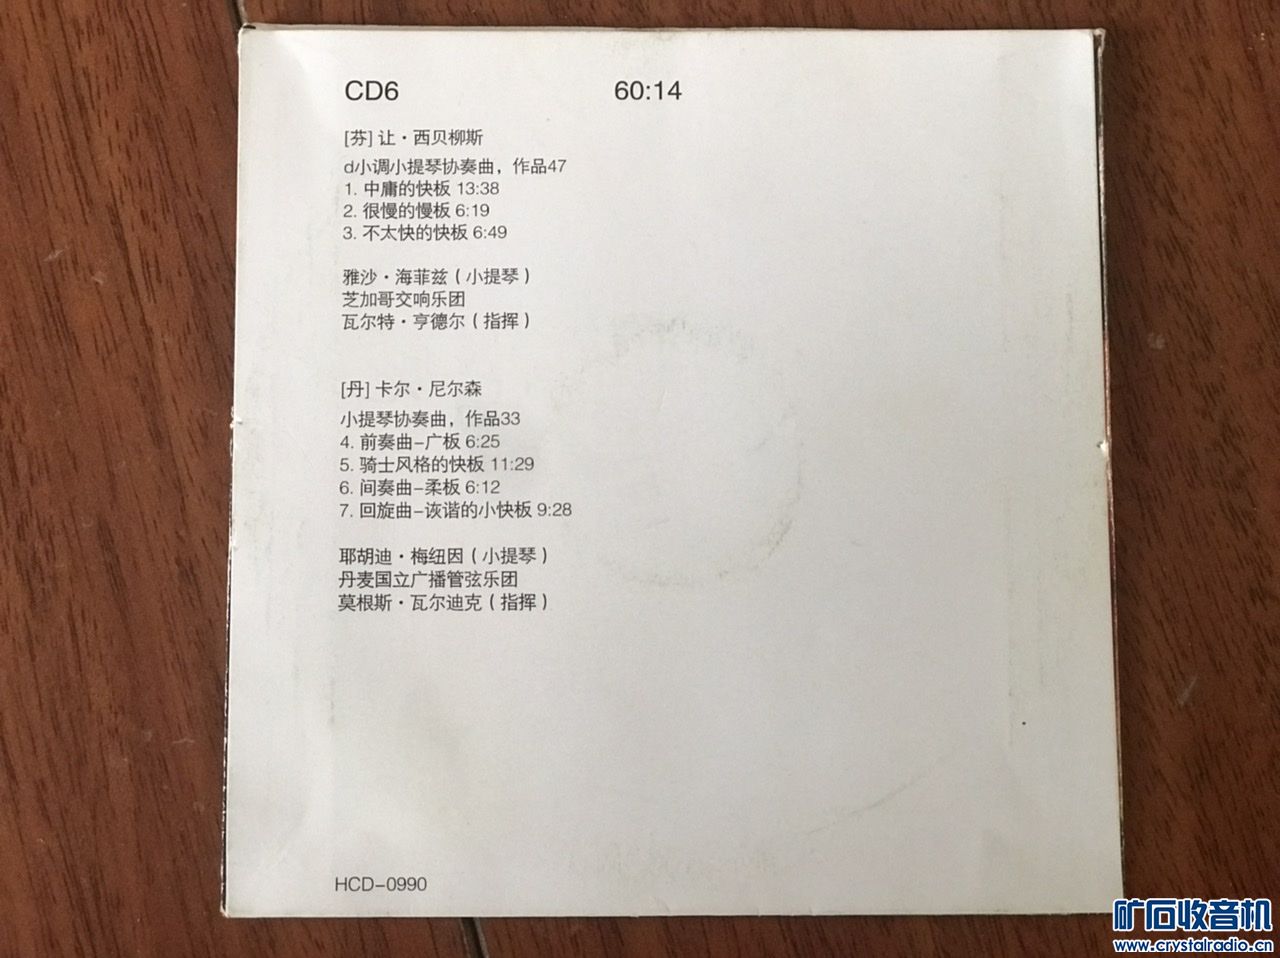 CD6 60:14
[芬] 让·西贝柳斯
d小调小提琴协奏曲，作品47
1. 中庸的快板 13:38
2. 很慢的慢板 6:19
3. 不太快的快板 6:49
雅沙·海菲兹（小提琴）
芝加哥交响乐团
瓦尔特·亨德尔（指挥）
[丹] 卡尔·尼尔森
小提琴协奏曲，作品33
4. 前奏曲–广板 6:25
5. 骑士风格的快板 11:29
6. 间奏曲–柔板 6:12
7. 回旋曲–诙谐的小快板 9:28
耶胡迪·梅纽因（小提琴）
丹麦国立广播管弦乐团
莫根斯·瓦尔迪克（指挥）
HCD–0990
矿石收音机
www.crystalradio.cn